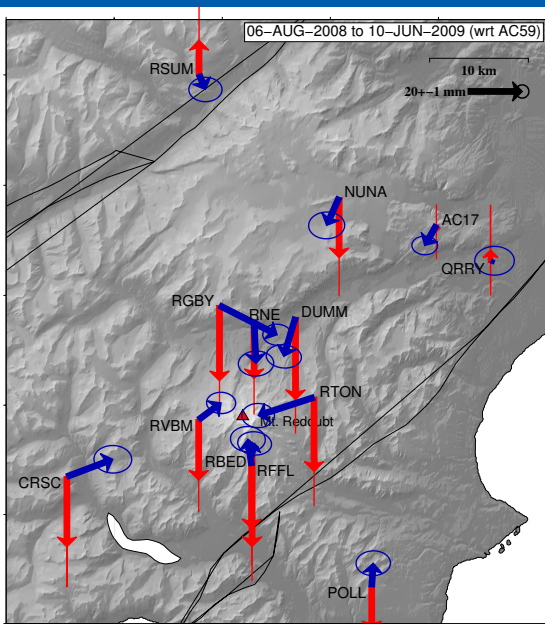 06−AUG−2008 to 10−JUN−2009 (wrt AC59)
RSUM
10 km
20+−1 mm
NUNA
AC17
QRRY
RGBY
RNE
DUMM
RTON
Mt. Redoubt
RVBM
RBED
RFFL
CRSC
POLL